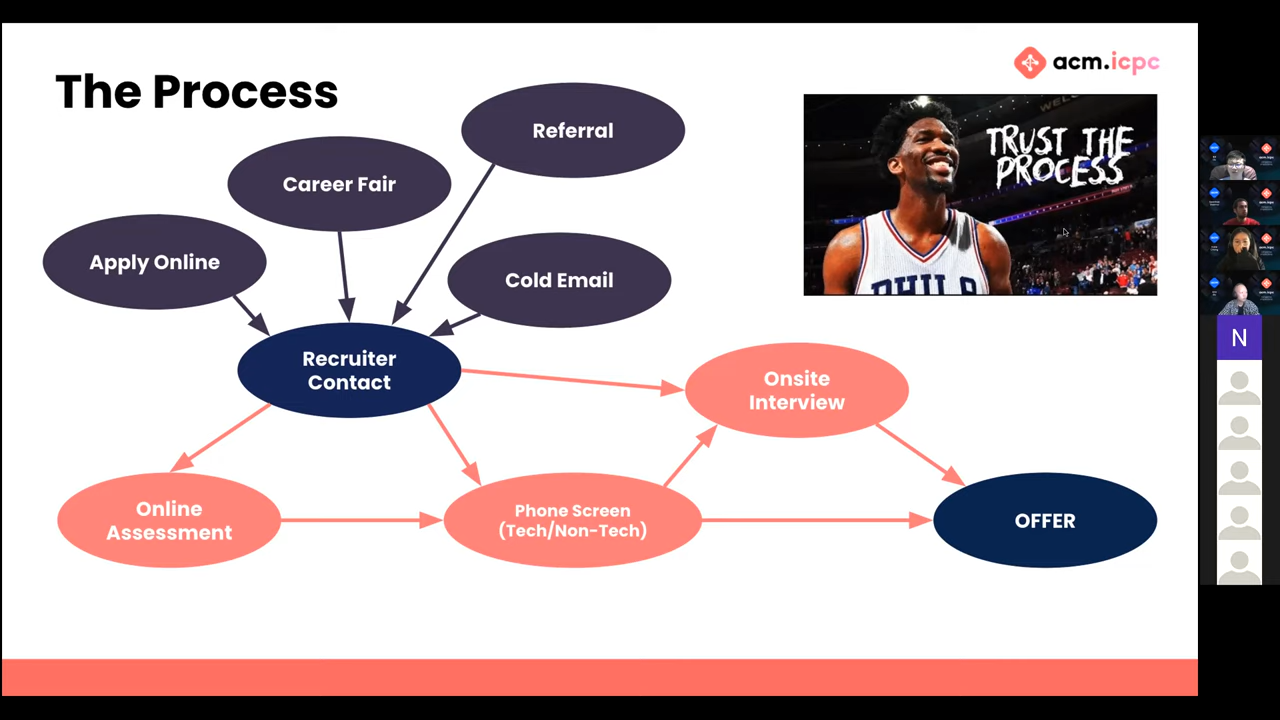 The Process
acm.icpc
Referral
Career Fair
TRUST THE
PROCESS
Apply Online
Cold Email
PHILA
Recruiter
Contact
Onsite
Interview
Online
Assessment
Phone Screen
(Tech/Non-Tech)
OFFER
N